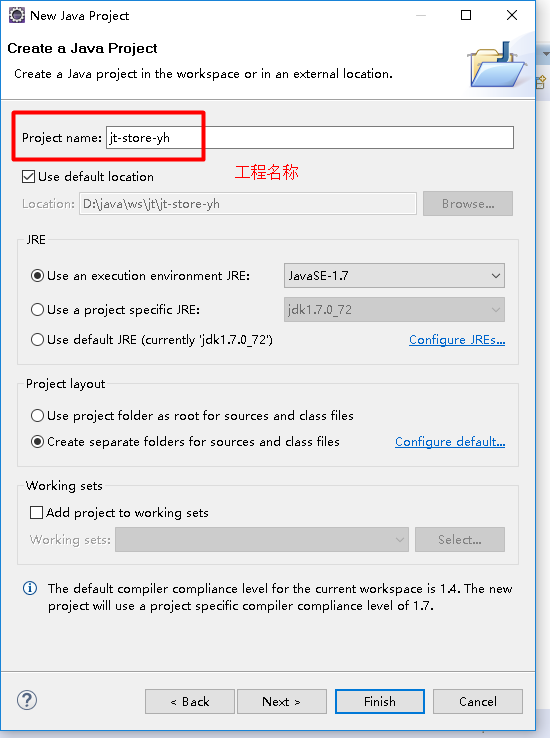 New Java Project
Create a Java Project
Create a Java project in the workspace or in an external location.
Project name: jt-store-yh
Use default location
工程名称
Location: D:\java\ws\jt\jt-store-yh Browse...
JRE
Use an execution environment JRE: JavaSE-1.7
Use a project specific JRE: jdk1.7.0_72
Use default JRE (currently 'jdk1.7.0_72') Configure JREs...
Project layout
Use project folder as root for sources and class files
Create separate folders for sources and class files Configure default...
Working sets
Add project to working sets
Working sets: Select...
The default compiler compliance level for the current workspace is 1.4. The new
project will use a project specific compiler compliance level of 1.7.
? < Back Next > Finish Cancel